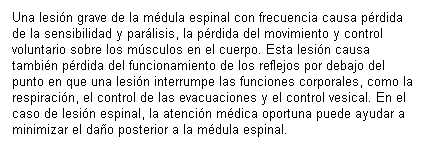 Una lesión grave de la médula espinal con frecuencia causa pérdida
de la sensibilidad y parálisis, la pérdida del movimiento y control
voluntario sobre los músculos en el cuerpo. Esta lesión causa
también pérdida del funcionamiento de los reflejos por debajo del
punto en que una lesión interrumpe las funciones corporales, como la
respiración, el control de las evacuaciones y el control vesical. En el
caso de lesión espinal, la atención médica oportuna puede ayudar a
minimizar el daño posterior a la médula espinal.